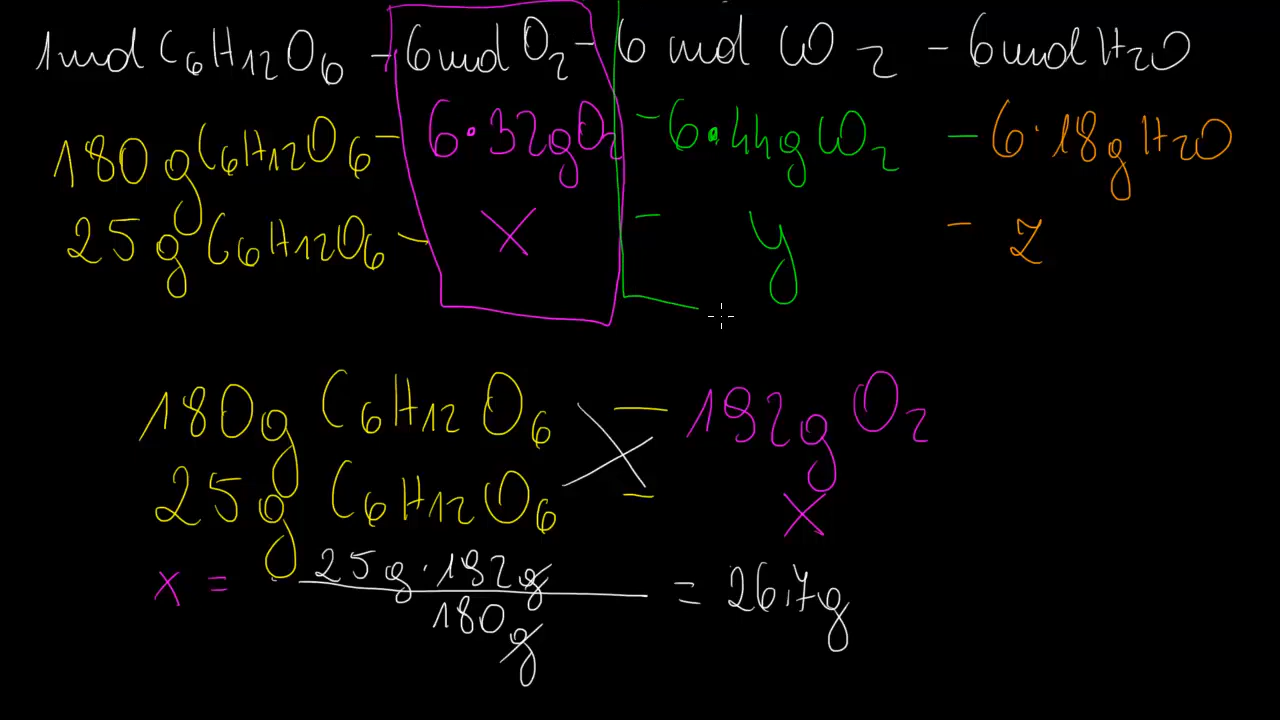 1mol C6H12O6 - 6mol O2 - 6 mol CO2 - 6mol H2O
180 g C6H12O6 - 6·32g O2 - 6·44g CO2 - 6·18g H2O
25 g C6H12O6 - x - y - z
180g C6H12O6 - 192g O2
25g C6H12O6 - x
x = 25g·192g / 180g = 26.7g